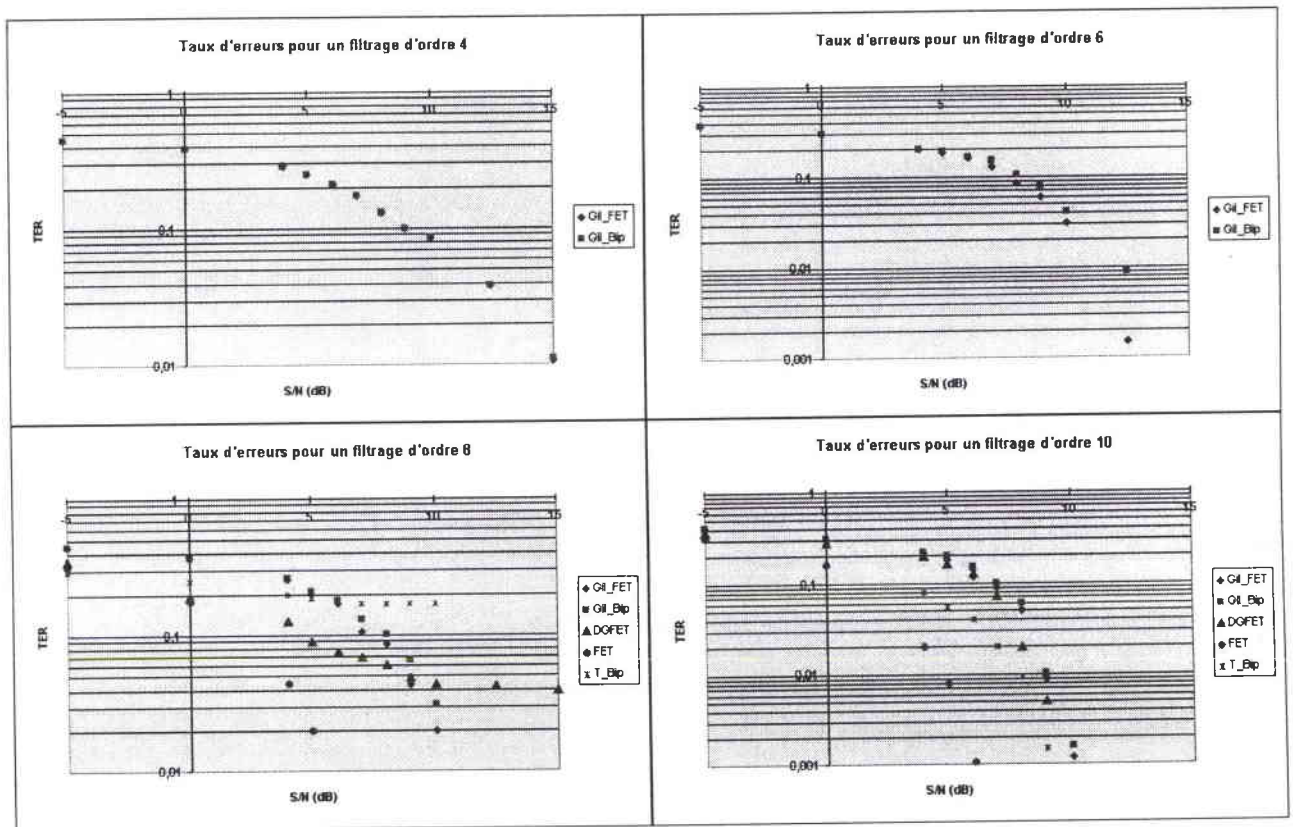 Taux d'erreurs pour un filtrage d'ordre 4
1
-5 0 5 10 15
0,1
0,01
TER
S/N (dB)
Gil_FET
Gil_Bip
Taux d'erreurs pour un filtrage d'ordre 6
1
-5 0 5 10 15
0,1
0,01
0,001
TER
S/N (dB)
Gil_FET
Gil_Bip
Taux d'erreurs pour un filtrage d'ordre 8
1
-5 0 5 10 15
0,1
0,01
TER
S/N (dB)
Gil_FET
Gil_Bip
DGFET
FET
T_Bip
Taux d'erreurs pour un filtrage d'ordre 10
1
-5 0 5 10 15
0,1
0,01
0,001
TER
S/N (dB)
Gil_FET
Gil_Bip
DGFET
FET
T_Bip